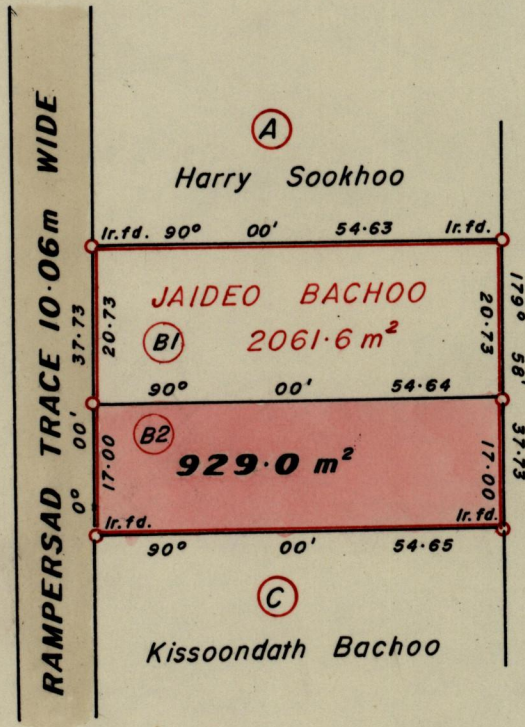 A
Harry Sookhoo
Ir.fd. 90° 00' 54·63 Ir.fd.
JAIDEO BACHOO
B1 2061·6 m²
20·73
20·73
37·73
0° 00'
179° 58' 37·73
90° 00' 54·64
B2
929·0 m²
17·00
17·00
Ir.fd. Ir.fd.
90° 00' 54·65
C
Kissoondath Bachoo
RAMPERSAD TRACE 10·06m WIDE